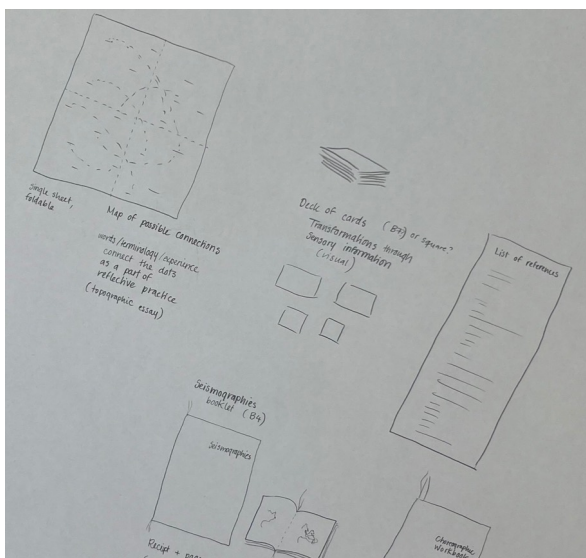 single sheet,
foldable
Map of possible connections
words/terminology/experience
connect the dots
as a part of
reflective practice
(topographic essay)
Deck of cards (B7) or square?
Transformations through
sensory information
(visual)
List of references
Seismographies
booklet (B4)
Seismographies
Receipt +
Choreographic
Workbook